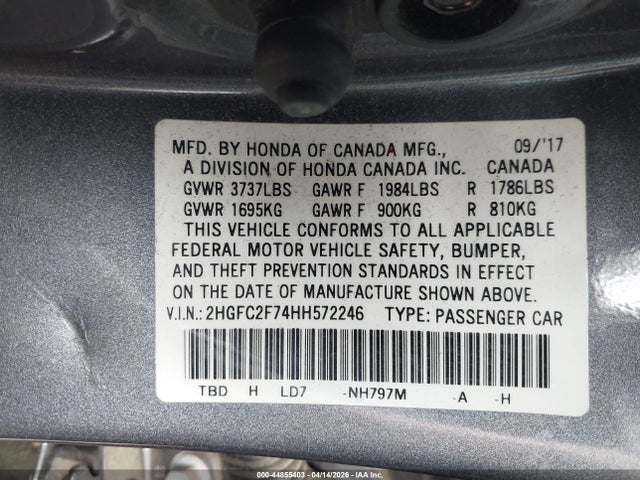 MFD. BY HONDA OF CANADA MFG., 09/'17
A DIVISION OF HONDA CANADA INC. CANADA
GVWR 3737LBS GAWR F 1984LBS R 1786LBS
GVWR 1695KG GAWR F 900KG R 810KG
THIS VEHICLE CONFORMS TO ALL APPLICABLE
FEDERAL MOTOR VEHICLE SAFETY, BUMPER,
AND THEFT PREVENTION STANDARDS IN EFFECT
ON THE DATE OF MANUFACTURE SHOWN ABOVE.
V.I.N.: 2HGFC2F74HH572246 TYPE: PASSENGER CAR
TBD H LD7 -NH797M -A -H
000-44855403 - 04/14/2026 - IAA Inc.